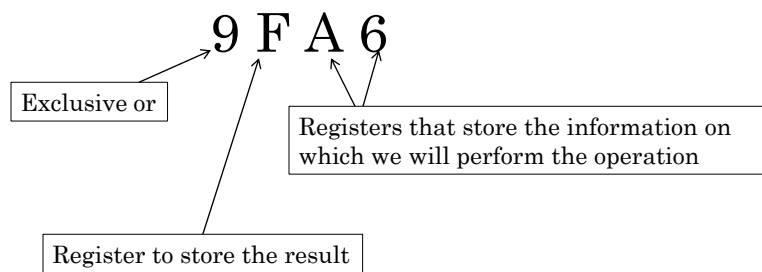 9 F A 6
Exclusive or
Registers that store the information on
which we will perform the operation
Register to store the result